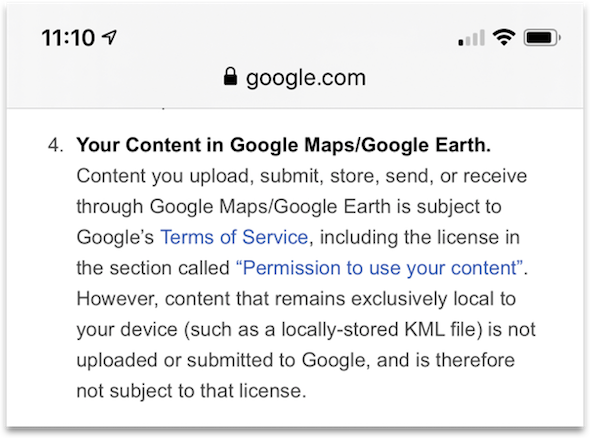 11:10
google.com
4. Your Content in Google Maps/Google Earth.
Content you upload, submit, store, send, or receive
through Google Maps/Google Earth is subject to
Google’s Terms of Service, including the license in
the section called “Permission to use your content”.
However, content that remains exclusively local to
your device (such as a locally-stored KML file) is not
uploaded or submitted to Google, and is therefore
not subject to that license.